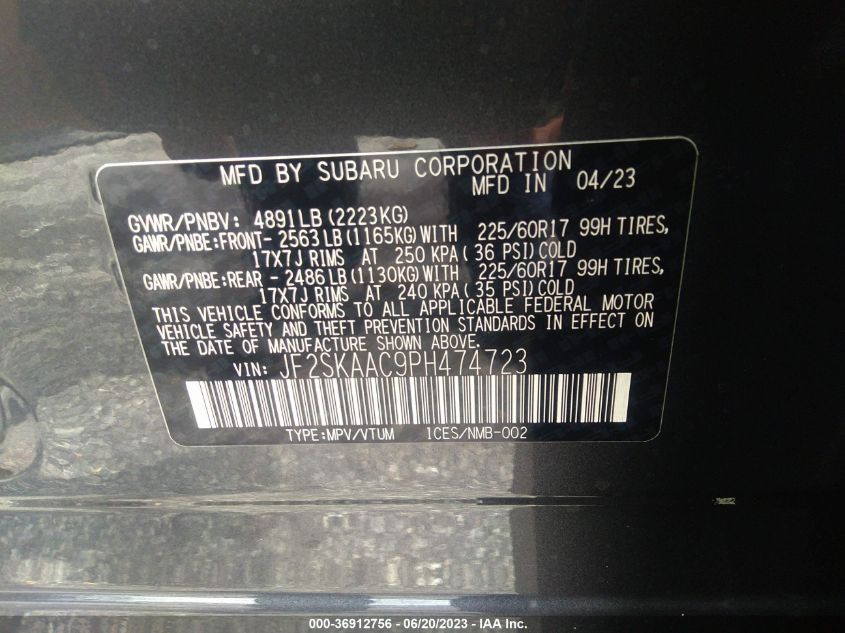 MFD BY SUBARU CORPORATION
MFD IN 04/23
GVWR/PNBV: 4891LB(2223KG)
GAWR/PNBE:FRONT- 2563LB(1165KG)WITH 225/60R17 99H TIRES,
17X7J RIMS AT 250 KPA( 36 PSI)COLD
GAWR/PNBE:REAR - 2486LB(1130KG)WITH 225/60R17 99H TIRES,
17X7J RIMS AT 240 KPA( 35 PSI)COLD
THIS VEHICLE CONFORMS TO ALL APPLICABLE FEDERAL MOTOR
VEHICLE SAFETY AND THEFT PREVENTION STANDARDS IN EFFECT ON
THE DATE OF MANUFACTURE SHOWN ABOVE.
VIN: JF2SKAAC9PH474723
TYPE:MPV/VTUM ICES/NMB-002
000-36912756 - 06/20/2023 - IAA Inc.